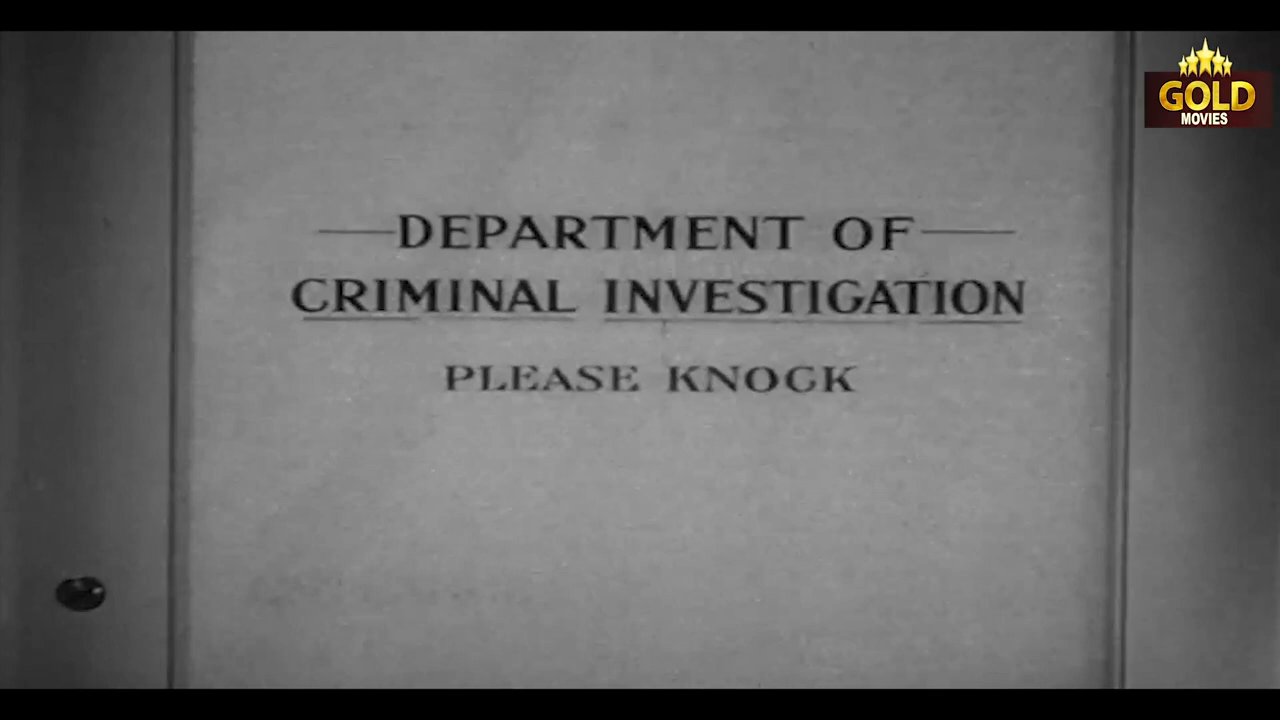 GOLD
MOVIES
DEPARTMENT OF
CRIMINAL INVESTIGATION
PLEASE KNOCK